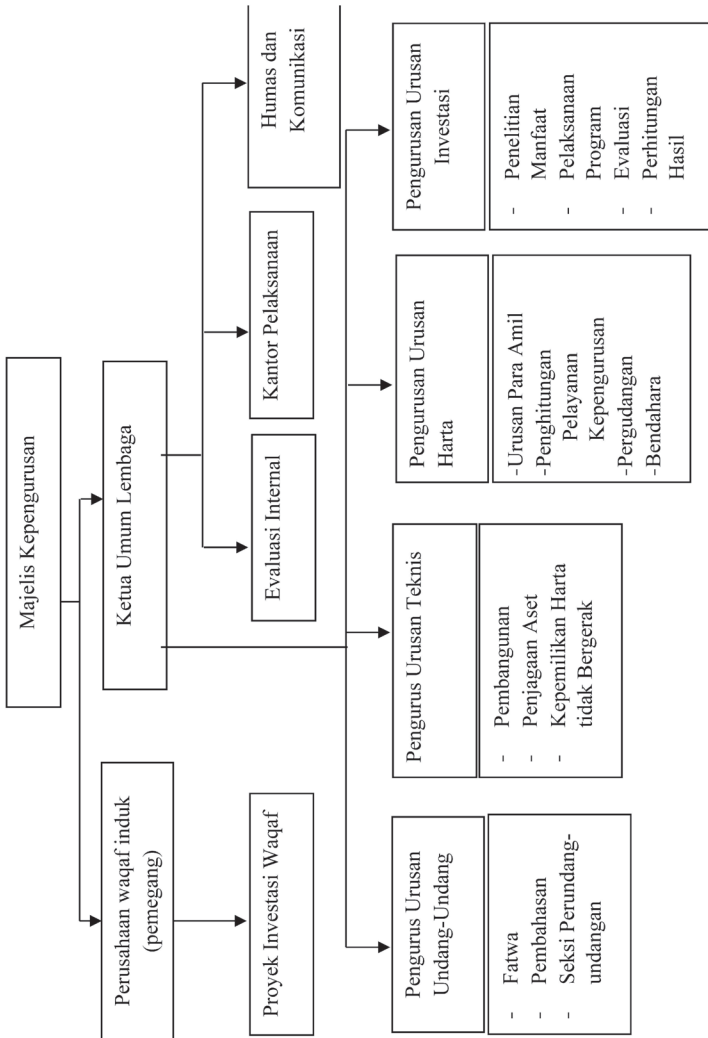 Majelis Kepengurusan
Perusahaan waqaf induk
(pemegang)
Ketua Umum Lembaga
Proyek Investasi Waqaf
Evaluasi Internal
Kantor Pelaksanaan
Humas dan
Komunikasi
Pengurus Urusan
Undang-Undang
- Fatwa
- Pembahasan
- Seksi Perundang-
undangan
Pengurus Urusan Teknis
- Pembangunan
- Penjagaan Aset
- Kepemilikan Harta
tidak Bergerak
Pengurusan Urusan
Harta
-Urusan Para Amil
-Penghitungan
Pelayanan
Kepengurusan
-Pergudangan
-Bendahara
Pengurusan Urusan
Investasi
- Penelitian
Manfaat
- Pelaksanaan
Program
- Evaluasi
- Perhitungan
Hasil